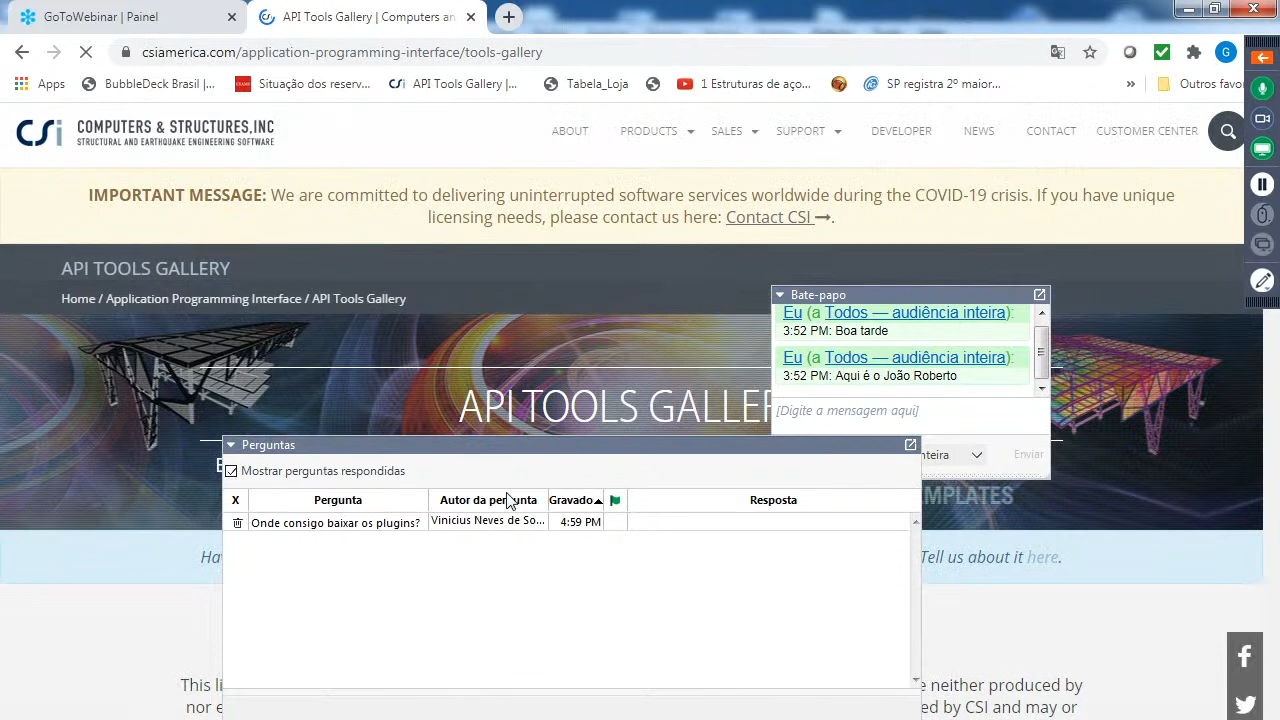 GoToWebinar | Painel
API Tools Gallery | Computers an
csiamerica.com/application-programming-interface/tools-gallery
G
Apps
BubbleDeck Brasil |...
Situação dos reserv...
API Tools Gallery |...
Tabela_Loja
1 Estruturas de aço...
SP registra 2º maior...
»
Outros favor
CSi COMPUTERS & STRUCTURES,INC
STRUCTURAL AND EARTHQUAKE ENGINEERING SOFTWARE
ABOUT
PRODUCTS
SALES
SUPPORT
DEVELOPER
NEWS
CONTACT
CUSTOMER CENTER
IMPORTANT MESSAGE: We are committed to delivering uninterrupted software services worldwide during the COVID-19 crisis. If you have unique
licensing needs, please contact us here: Contact CSI →.
API TOOLS GALLERY
Home / Application Programming Interface / API Tools Gallery
Bate-papo
Eu (a Todos — audiência inteira):
3:52 PM: Boa tarde
Eu (a Todos — audiência inteira):
3:52 PM: Aqui é o João Roberto
[Digite a mensagem aqui]
nteira
Enviar
API TOOLS GALLER
Perguntas
Mostrar perguntas respondidas
X
Pergunta
Autor da pergunta
Gravado
Resposta
Onde consigo baixar os plugins?
Vinicius Neves de So...
4:59 PM
MPLATES
Ha
Tell us about it here.
This li
e neither produced by
nor e
ed by CSI and may or